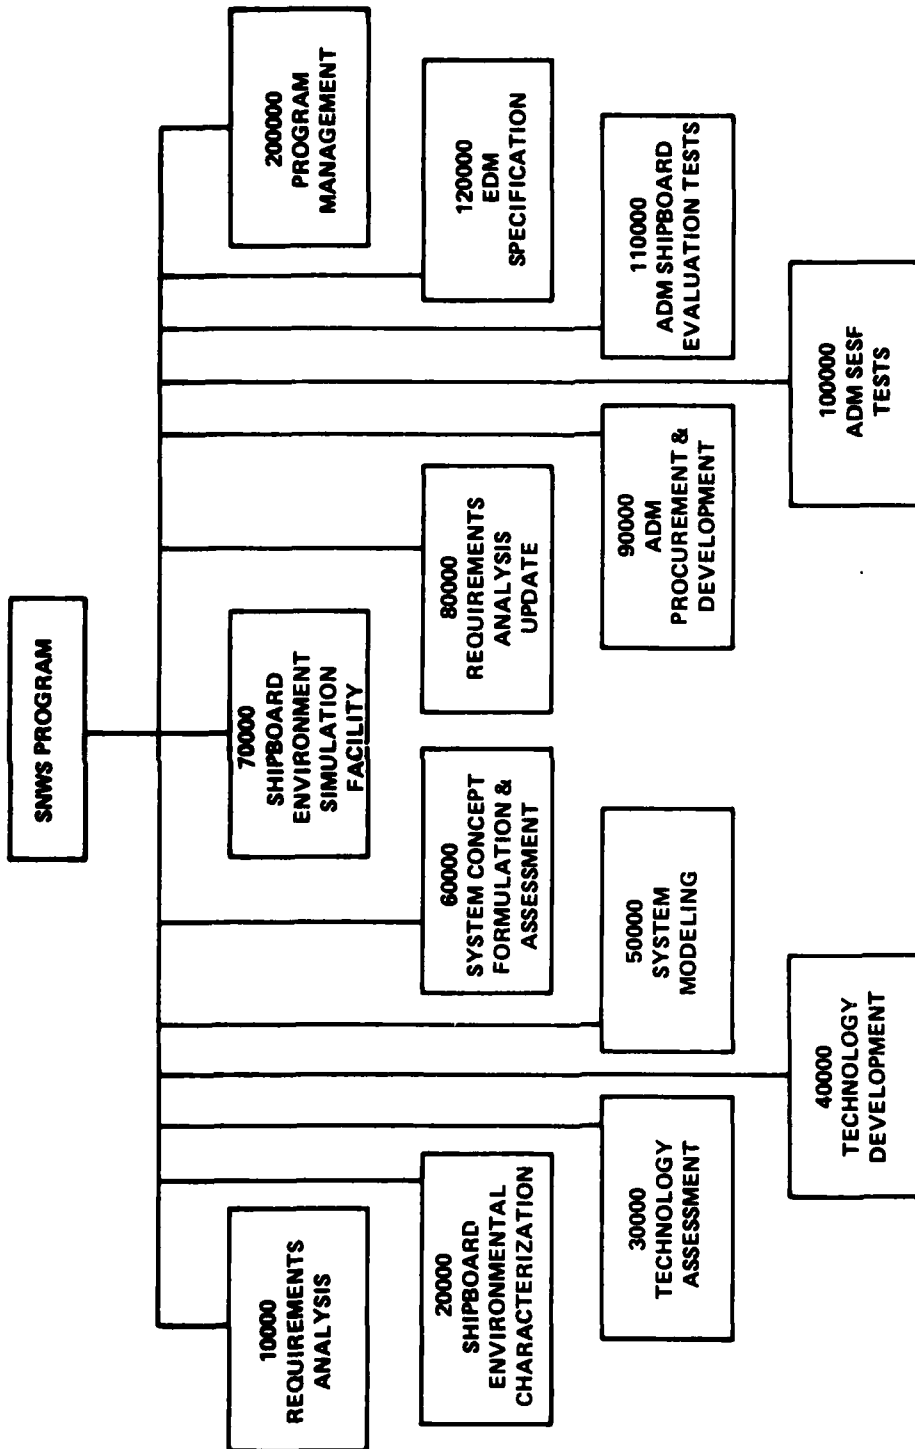 SNWS PROGRAM
10000
REQUIREMENTS
ANALYSIS
70000
SHIPBOARD
ENVIRONMENT
SIMULATION
FACILITY
200000
PROGRAM
MANAGEMENT
20000
SHIPBOARD
ENVIRONMENTAL
CHARACTERIZATION
60000
SYSTEM CONCEPT
FORMULATION &
ASSESSMENT
80000
REQUIREMENTS
ANALYSIS
UPDATE
120000
EDM
SPECIFICATION
30000
TECHNOLOGY
ASSESSMENT
50000
SYSTEM
MODELING
90000
ADM
PROCUREMENT &
DEVELOPMENT
110000
ADM SHIPBOARD
EVALUATION TESTS
40000
TECHNOLOGY
DEVELOPMENT
100000
ADM SESF
TESTS